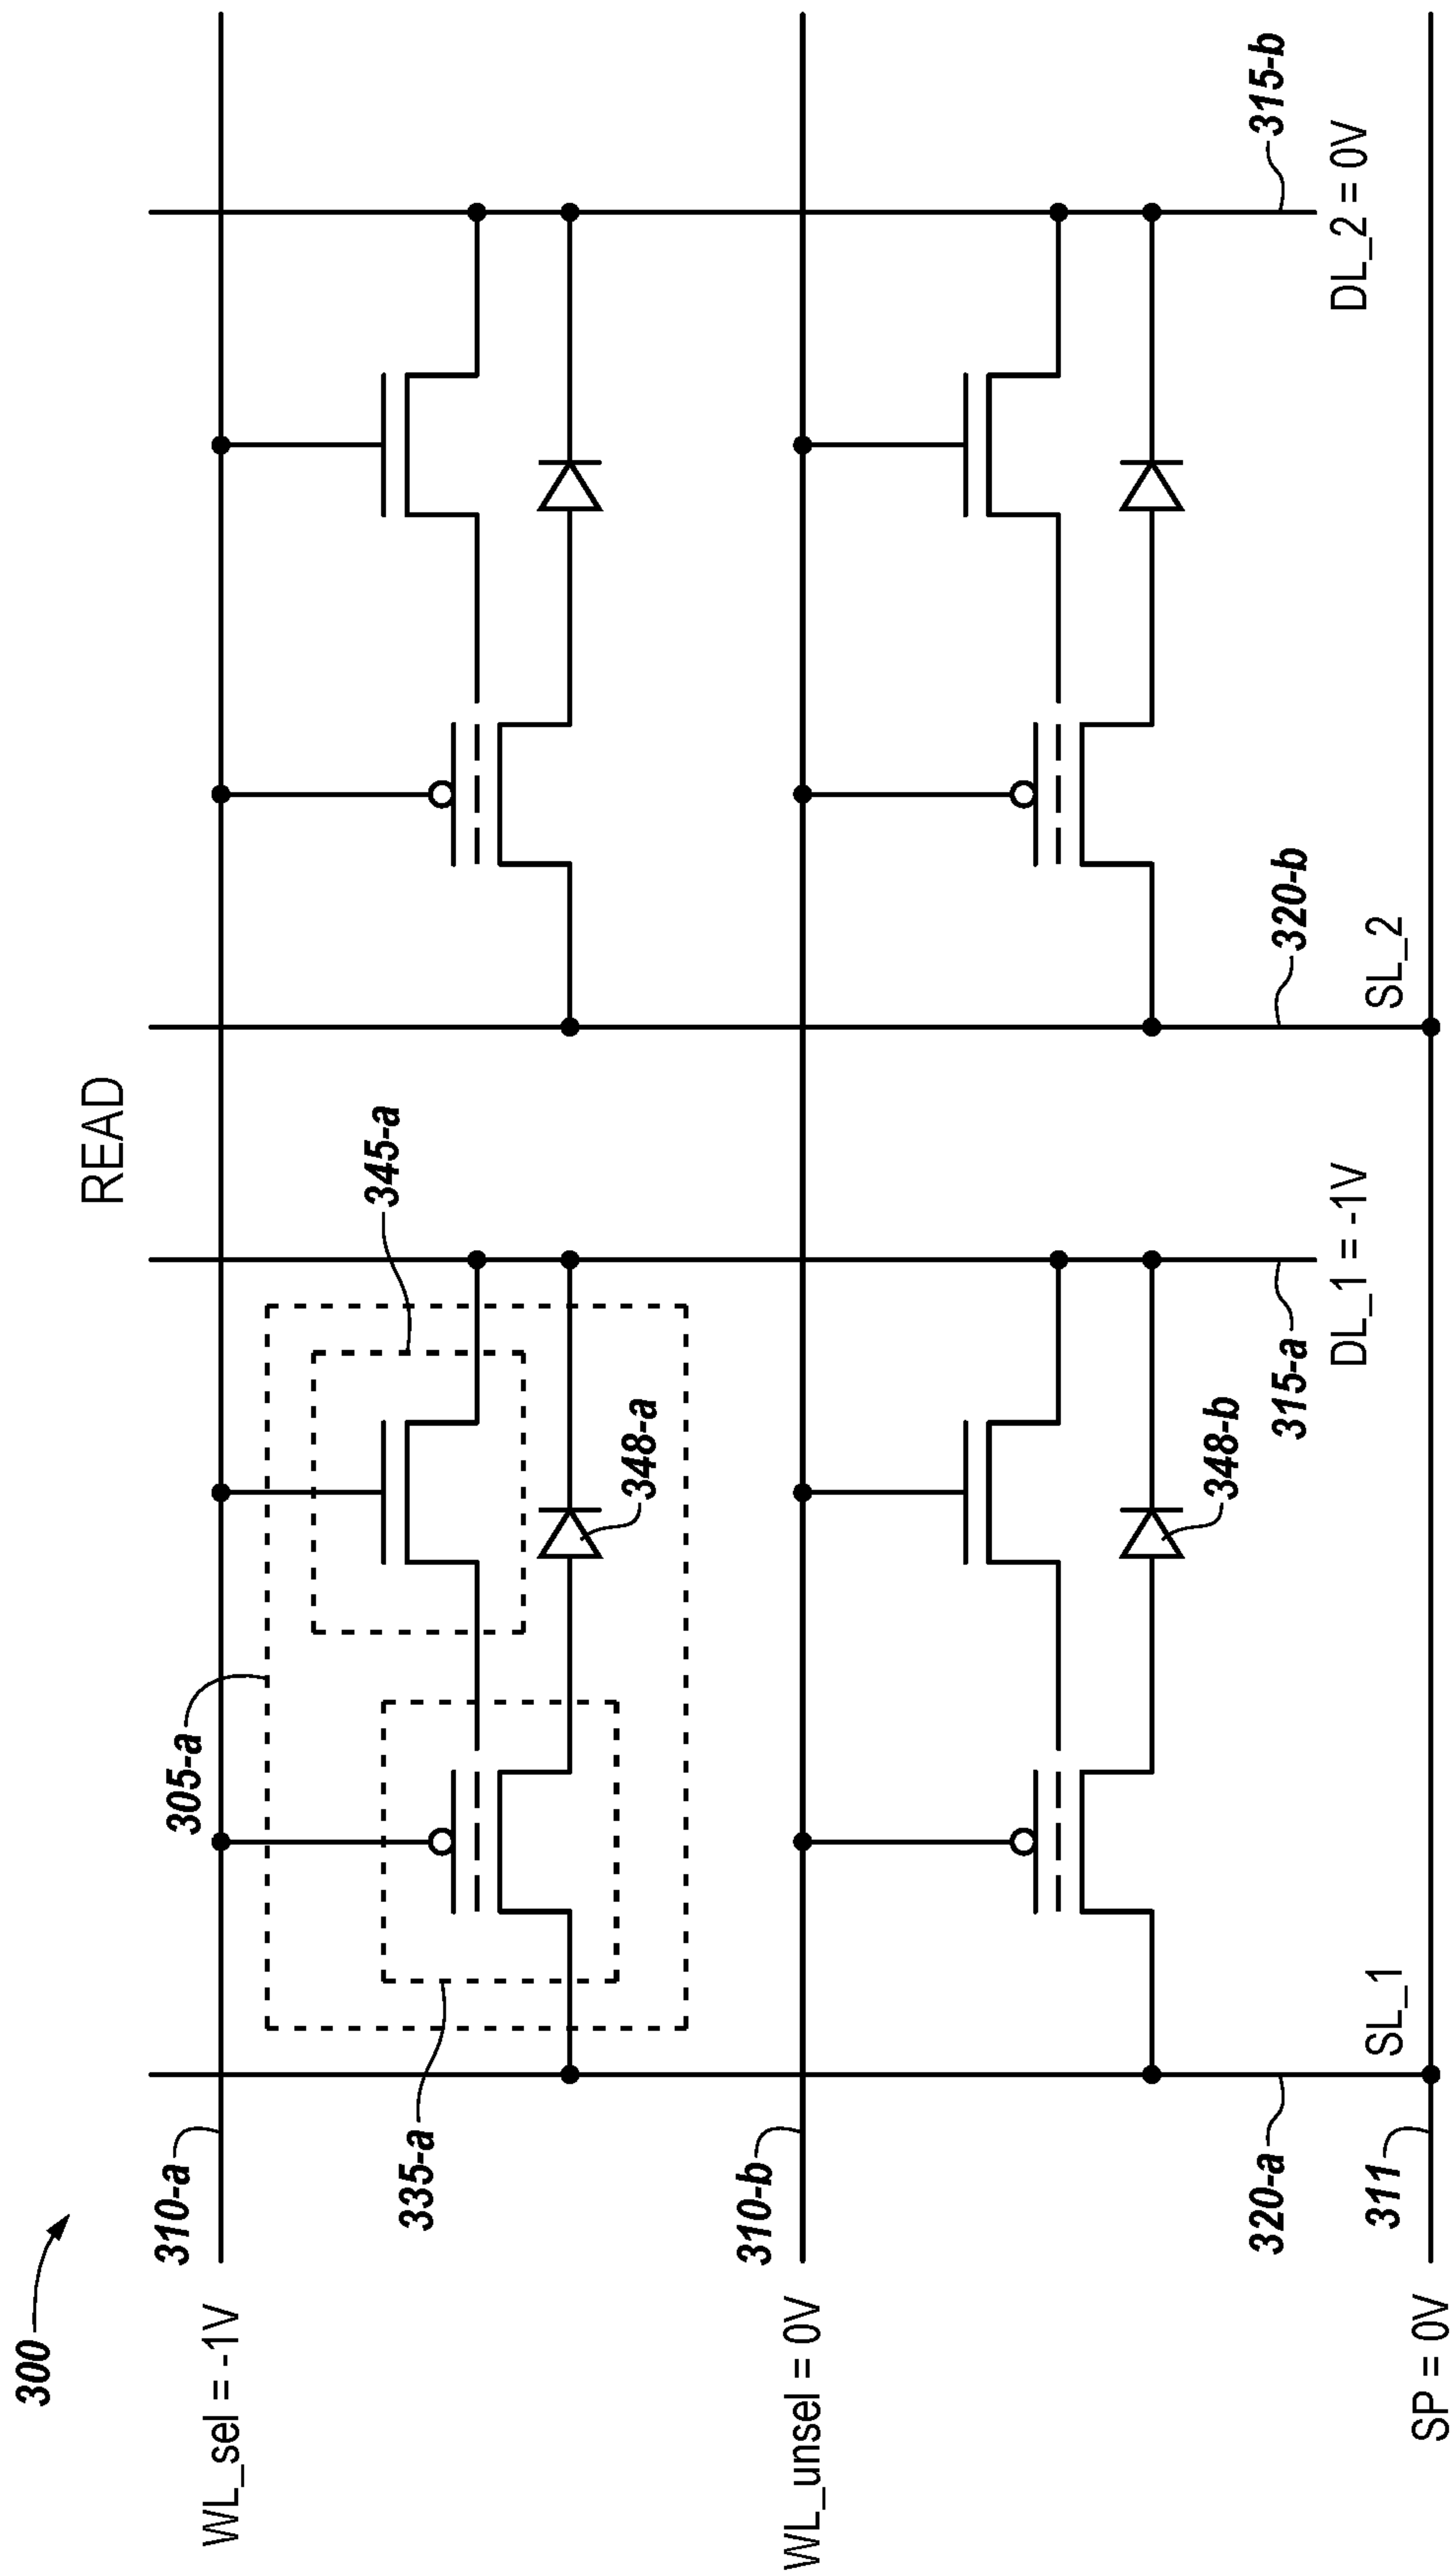 300
READ
WL_sel = -1V
310-a
305-a
345-a
335-a
348-a
WL_unsel = 0V
310-b
348-b
320-a
SL_1
315-a
DL_1 = -1V
320-b
SL_2
315-b
DL_2 = 0V
SP = 0V
311